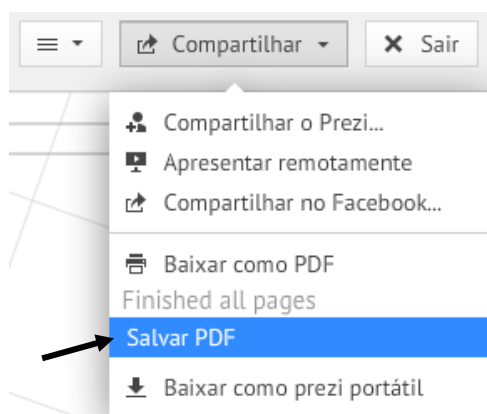 Compartilhar
Sair
Compartilhar o Prezi...
Apresentar remotamente
Compartilhar no Facebook...
Baixar como PDF
Finished all pages
Salvar PDF
Baixar como prezi portátil